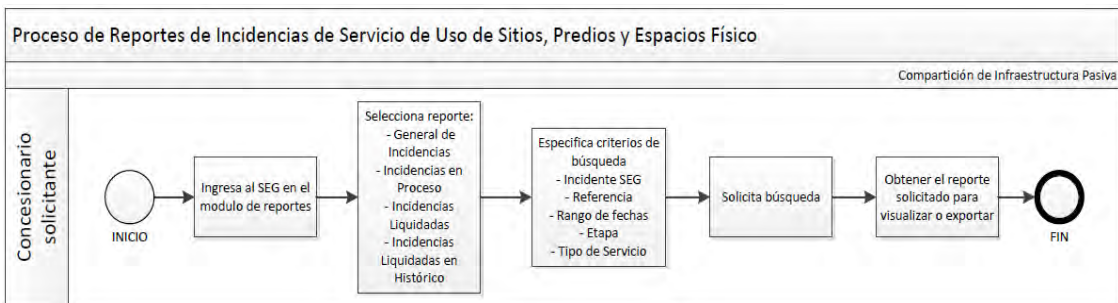 Proceso de Reportes de Incidencias de Servicio de Uso de Sitios, Predios y Espacios Físico
Compartición de Infraestructura Pasiva
Concesionario
solicitante
INICIO
Ingresa al SEG en el
modulo de reportes
Selecciona reporte:
- General de
Incidencias
- Incidencias en
Proceso
- Incidencias
Liquidadas
- Incidencias
Liquidadas en
Histórico
Especifica criterios de
búsqueda
- Incidente SEG
- Referencia
- Rango de fechas
- Etapa
- Tipo de Servicio
Solicita búsqueda
Obtener el reporte
solicitado para
visualizar o exportar
FIN